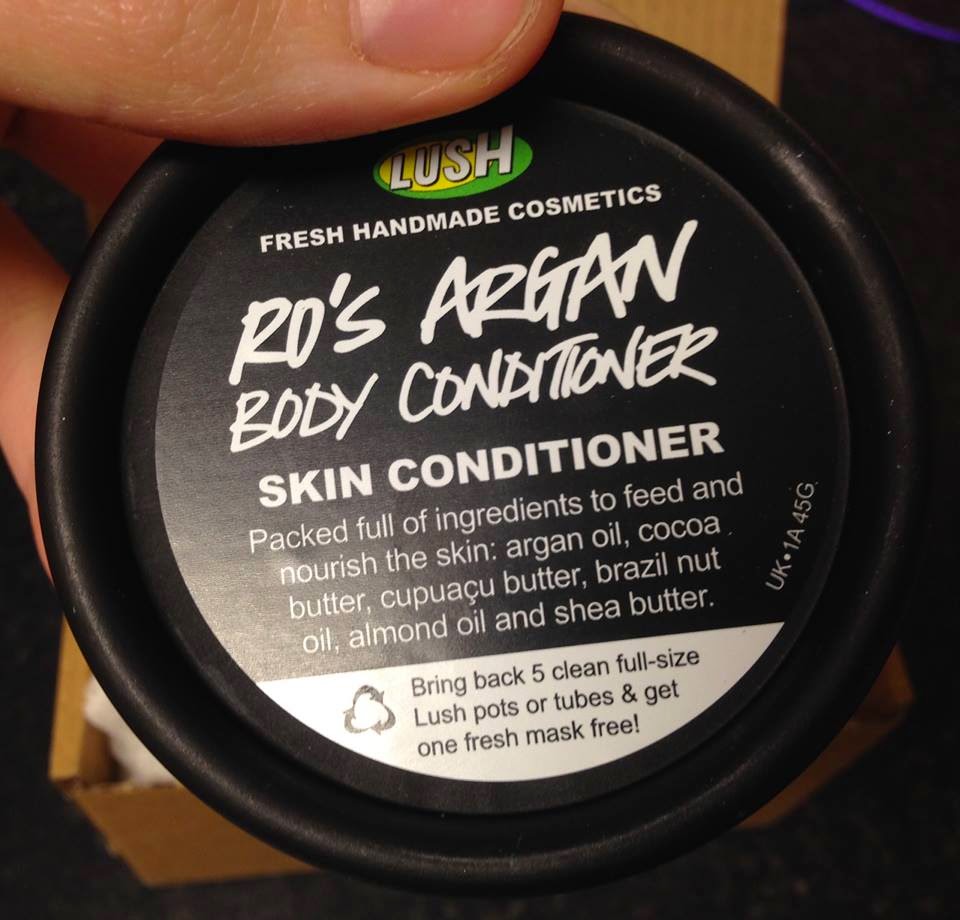 LUSH
FRESH HANDMADE COSMETICS
RO'S ARGAN
BODY CONDITIONER
SKIN CONDITIONER
Packed full of ingredients to feed and
nourish the skin: argan oil, cocoa
butter, cupuaçu butter, brazil nut
oil, almond oil and shea butter.
UK•1A 45G
Bring back 5 clean full-size
Lush pots or tubes & get
one fresh mask free!